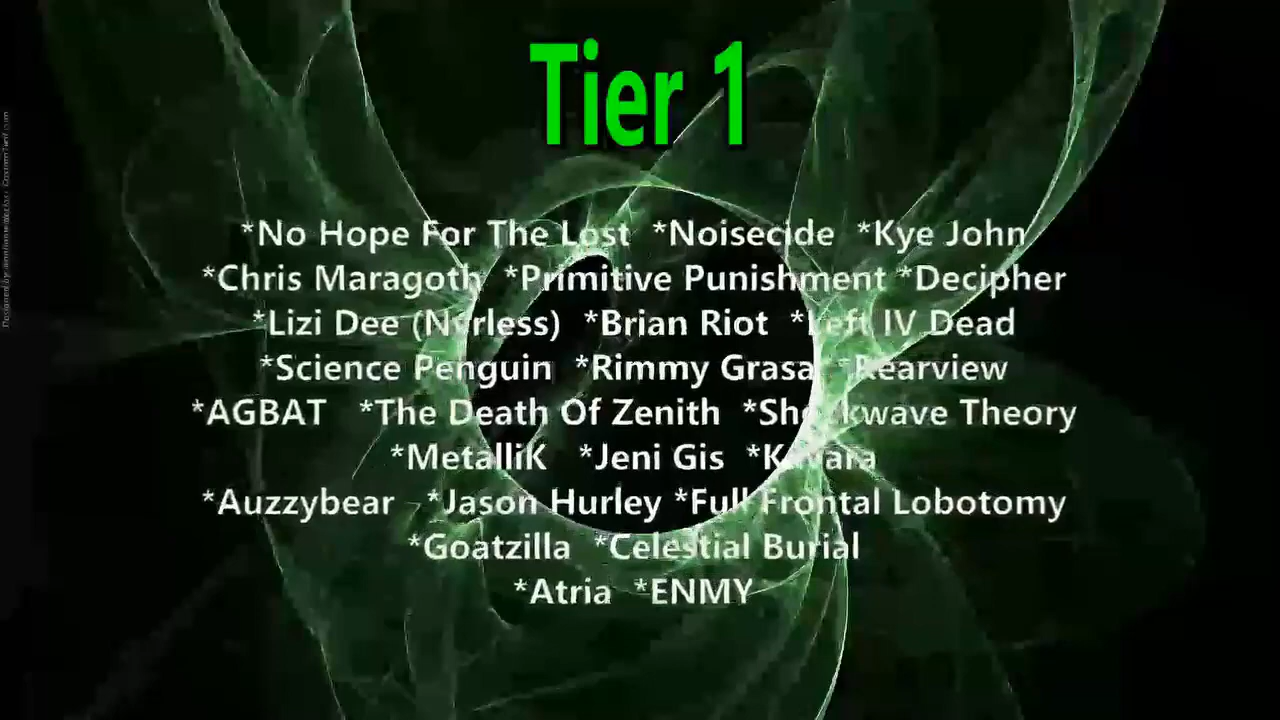 Tier 1
*No Hope For The Lost *Noisecide *Kye John
*Chris Maragoth *Primitive Punishment *Decipher
*Lizi Dee (Nerless) *Brian Riot *Left IV Dead
*Science Penguin *Rimmy Grasa *Rearview
*AGBAT *The Death Of Zenith *Shockwave Theory
*MetalliK *Jeni Gis
*Auzzybear *Jason Hurley *Full Frontal Lobotomy
*Goatzilla *Celestial Burial
*Atria *ENMY